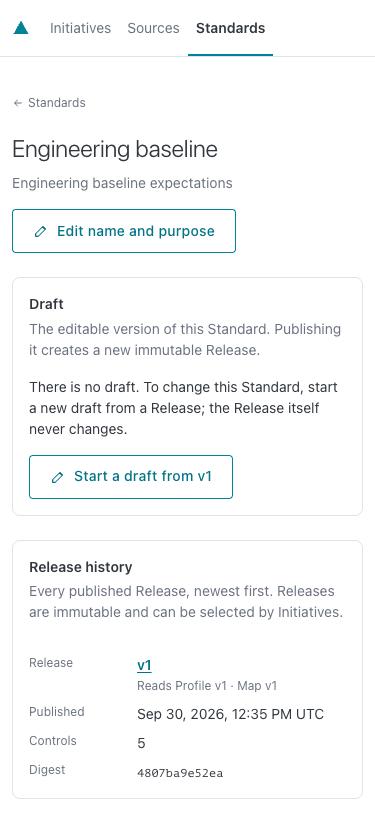 Initiatives Sources Standards
← Standards
Engineering baseline
Engineering baseline expectations
Edit name and purpose
Draft
The editable version of this Standard. Publishing
it creates a new immutable Release.
There is no draft. To change this Standard, start
a new draft from a Release; the Release itself
never changes.
Start a draft from v1
Release history
Every published Release, newest first. Releases
are immutable and can be selected by Initiatives.
Release v1
Reads Profile v1 · Map v1
Published Sep 30, 2026, 12:35 PM UTC
Controls 5
Digest 4807ba9e52ea